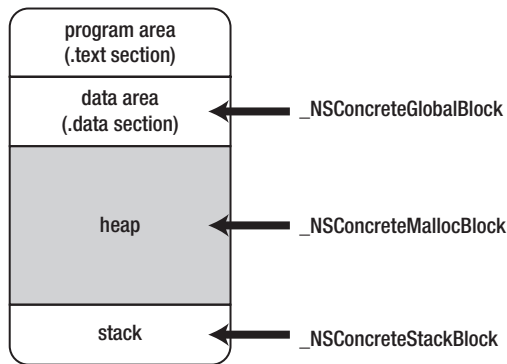 program area
(.text section)
data area
(.data section)
_NSConcreteGlobalBlock
heap
_NSConcreteMallocBlock
stack
_NSConcreteStackBlock